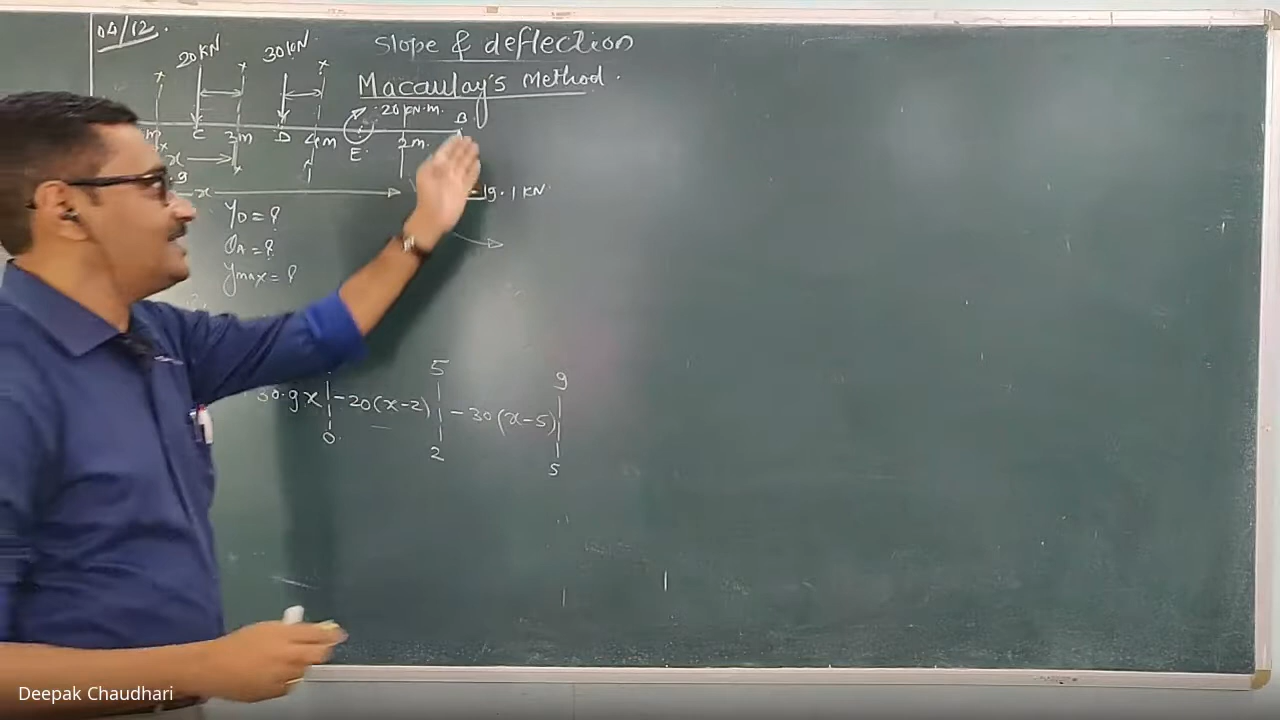 04/12.
Slope & deflection
Macaulay's Method.
20 kN
30 kN
20 kN.m.
B
C 3m D 4m E 2m.
x
x
19.1 KN
yD = ?
θA = ?
ymax = ?
30.9x | -20(x-2) | - 30(x-5) |
5
9
0
2
5
Deepak Chaudhari